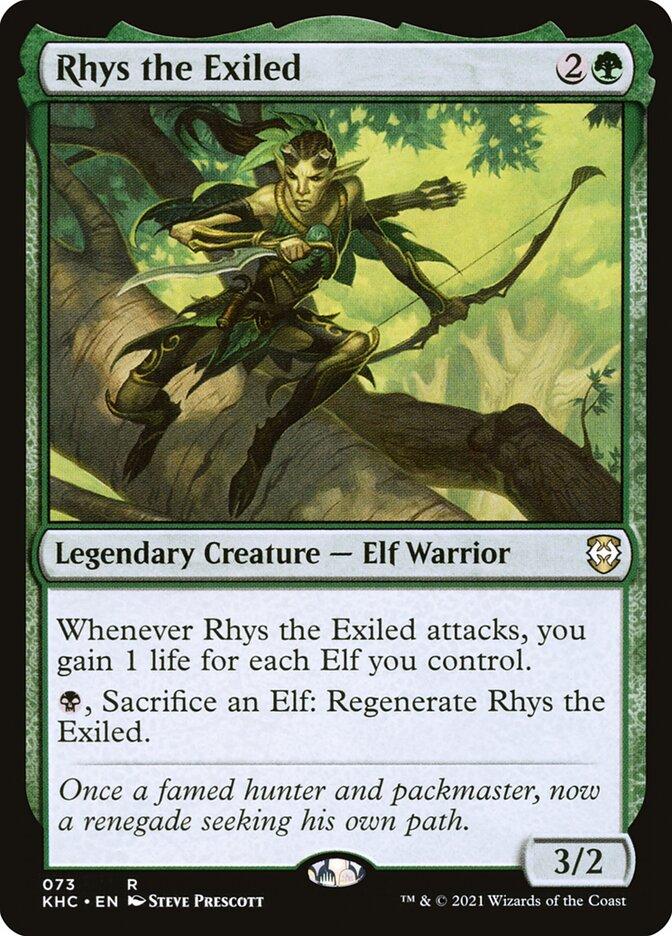 Rhys the Exiled 2
Legendary Creature — Elf Warrior
Whenever Rhys the Exiled attacks, you
gain 1 life for each Elf you control.
, Sacrifice an Elf: Regenerate Rhys the
Exiled.
Once a famed hunter and packmaster, now
a renegade seeking his own path.
3/2
073 R
KHC • EN Steve Prescott ™ & © 2021 Wizards of the Coast